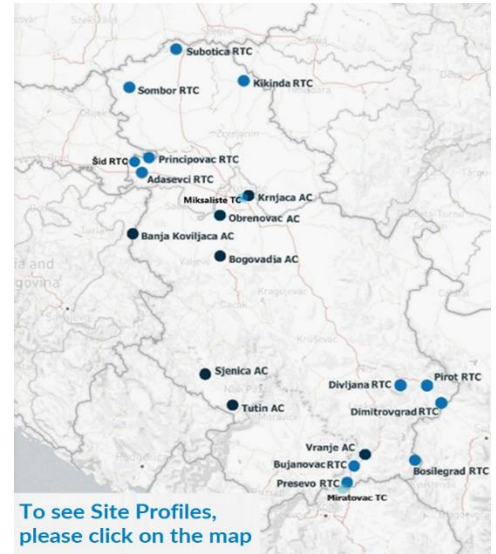 Subotica RTC
Kikinda RTC
Sombor RTC
Šid RTC
Principovac RTC
Adasevci RTC
Miksaliste TC
Krnjaca AC
Obrenovac AC
Banja Koviljaca AC
Bogovadja AC
Kragujevac
Sjenica AC
Tutin AC
Divljana RTC
Pirot RTC
Dimitrovgrad RTC
Vranje AC
Bujanovac RTC
Bosilegrad RTC
Presevo RTC
Miratovac TC
To see Site Profiles,
please click on the map